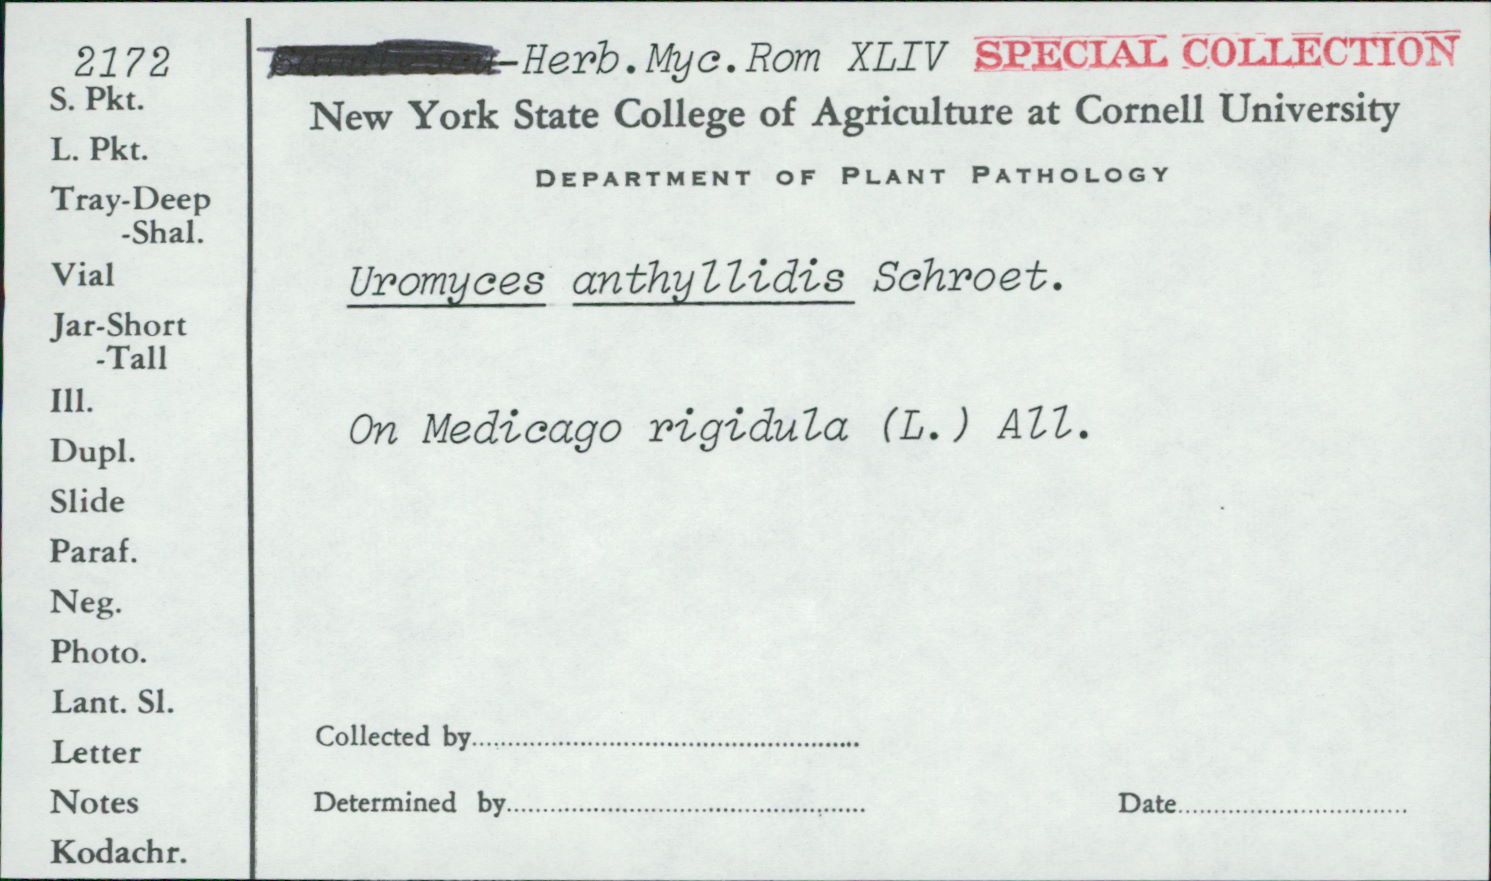 2172
S. Pkt.
L. Pkt.
Tray-Deep
-Shal.
Vial
Jar-Short
-Tall
Ill.
Dupl.
Slide
Paraf.
Neg.
Photo.
Lant. Sl.
Letter
Notes
Kodachr.
-Herb.Myc.Rom XLIV SPECIAL COLLECTION
New York State College of Agriculture at Cornell University
DEPARTMENT OF PLANT PATHOLOGY
Uromyces anthyllidis Schroet.
On Medicago rigidula (L.) All.
Collected by
Determined by
Date